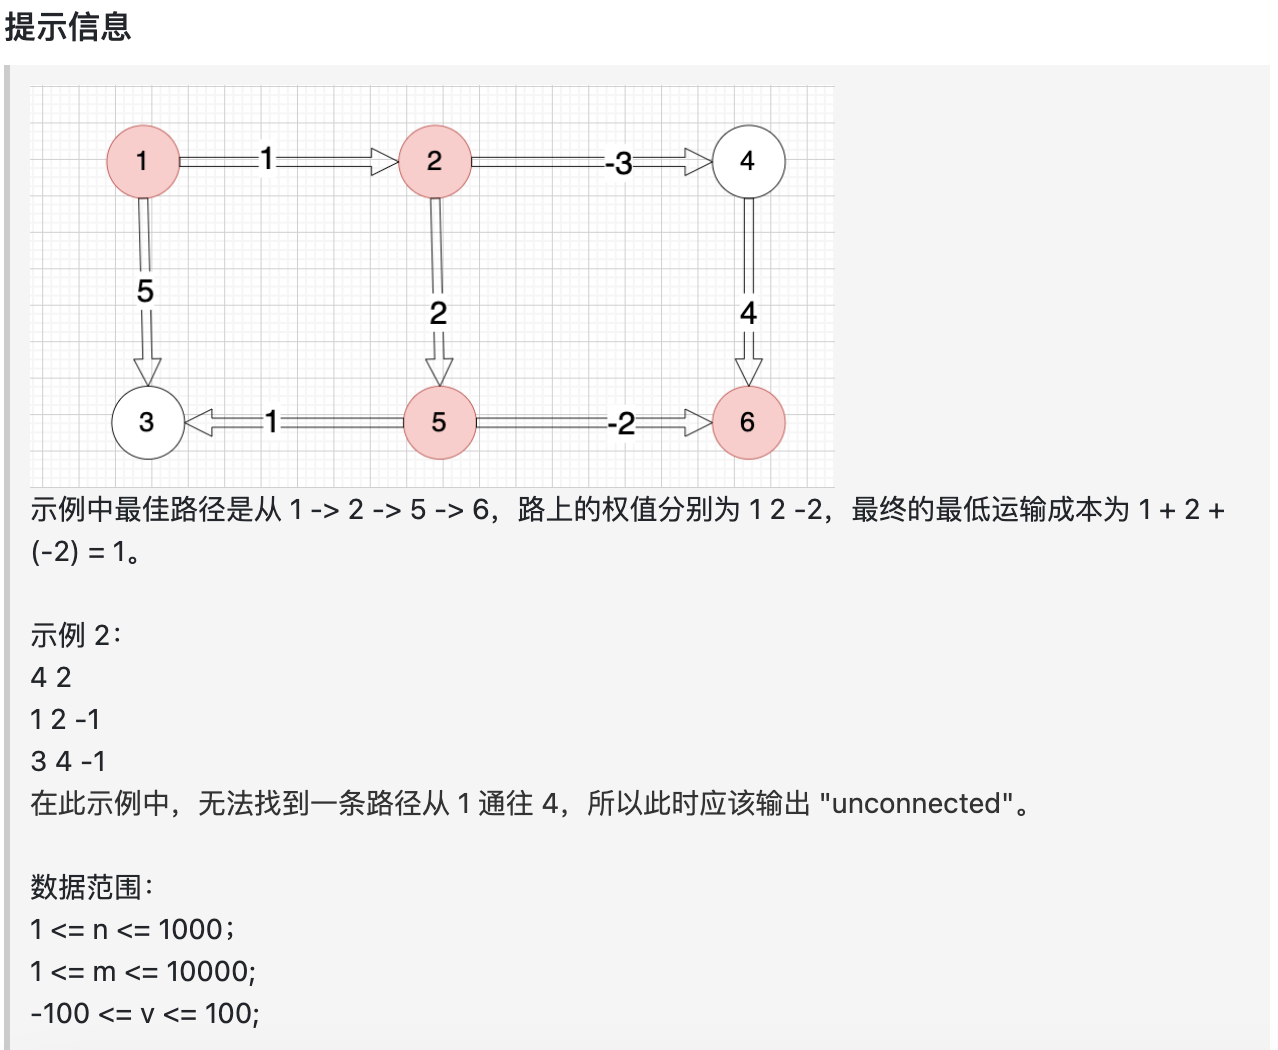 提示信息
1 1 2 -3 4
5 2 4
3 1 5 -2 6
示例中最佳路径是从 1 -> 2 -> 5 -> 6，路上的权值分别为 1 2 -2，最终的最低运输成本为 1 + 2 +
(-2) = 1。
示例 2：
4 2
1 2 -1
3 4 -1
在此示例中，无法找到一条路径从 1 通往 4，所以此时应该输出 "unconnected"。
数据范围：
1 <= n <= 1000；
1 <= m <= 10000;
-100 <= v <= 100;